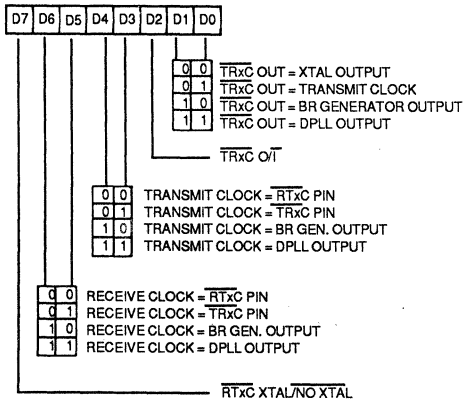 D7 D6 D5 D4 D3 D2 D1 D0
0 0 TRxC OUT = XTAL OUTPUT
0 1 TRxC OUT = TRANSMIT CLOCK
1 0 TRxC OUT = BR GENERATOR OUTPUT
1 1 TRxC OUT = DPLL OUTPUT
TRxC O/I
0 0 TRANSMIT CLOCK = RTxC PIN
0 1 TRANSMIT CLOCK = TRxC PIN
1 0 TRANSMIT CLOCK = BR GEN. OUTPUT
1 1 TRANSMIT CLOCK = DPLL OUTPUT
0 0 RECEIVE CLOCK = RTxC PIN
0 1 RECEIVE CLOCK = TRxC PIN
1 0 RECEIVE CLOCK = BR GEN. OUTPUT
1 1 RECEIVE CLOCK = DPLL OUTPUT
RTxC XTAL/NO XTAL